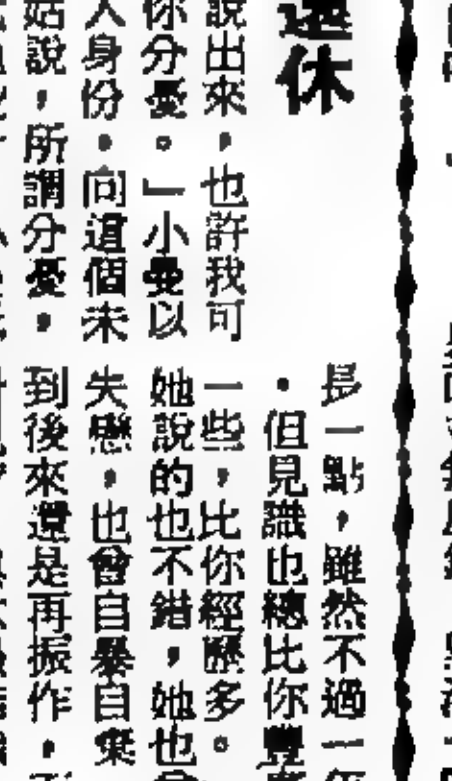 還休
說出來，也許我可
你分憂。」小曼以
人身份，向這個未
姑說，所謂分憂，
長一點，雖然不過一
，但見識也總比你豐
一些，比你經歷多。
她說的也不錯，她也
失戀，也曾自暴自棄
到後來還是再振作，